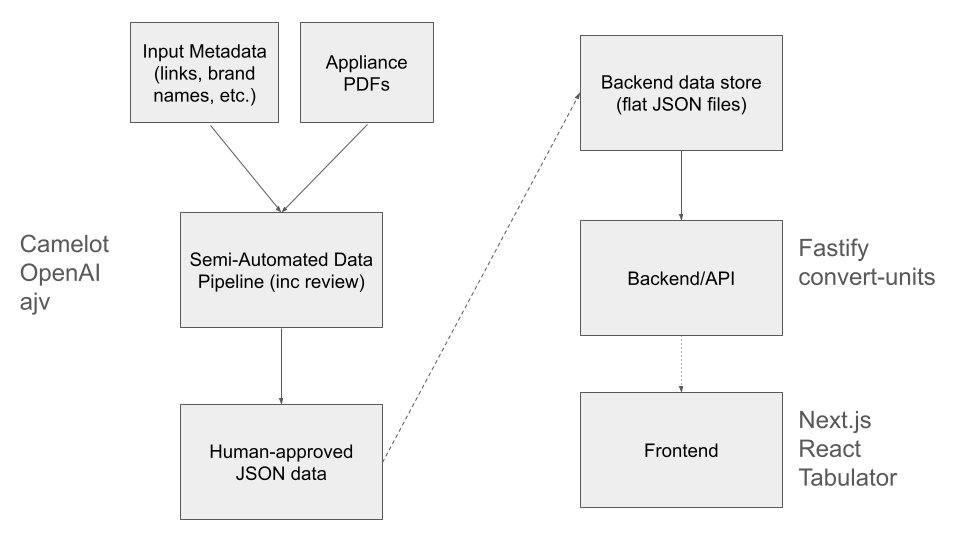 Input Metadata
(links, brand
names, etc.)
Appliance
PDFs
Camelot
OpenAI
ajv
Semi-Automated Data
Pipeline (inc review)
Human-approved
JSON data
Backend data store
(flat JSON files)
Backend/API
Fastify
convert-units
Frontend
Next.js
React
Tabulator